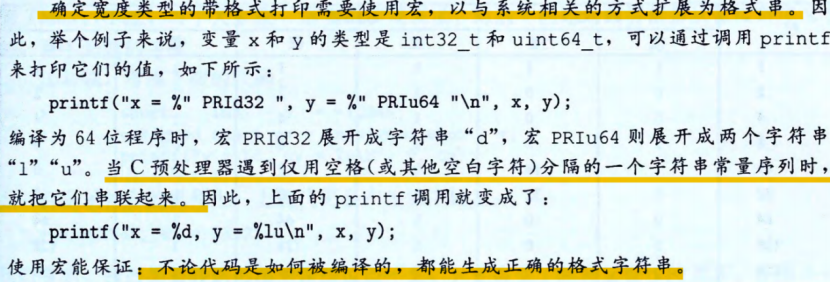 确定宽度类型的带格式打印需要使用宏，以与系统相关的方式扩展为格式串。因
此，举个例子来说，变量 x 和 y 的类型是 int32_t 和 uint64_t，可以通过调用 printf
来打印它们的值，如下所示：
printf("x = %" PRId32 ", y = %" PRIu64 "\n", x, y);
编译为 64 位程序时，宏 PRId32 展开成字符串 “d”，宏 PRIu64 则展开成两个字符串
“l” “u”。当 C 预处理器遇到仅用空格(或其他空白字符)分隔的一个字符串常量序列时，
就把它们串联起来。因此，上面的 printf 调用就变成了：
printf("x = %d, y = %lu\n", x, y);
使用宏能保证：不论代码是如何被编译的，都能生成正确的格式字符串。